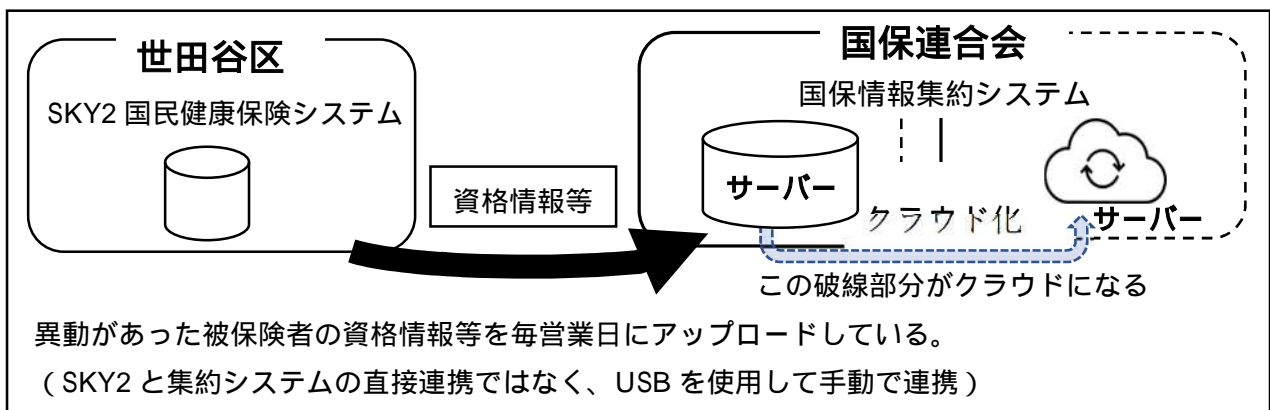 世田谷区
SKY2 国民健康保険システム
資格情報等
国保連合会
国保情報集約システム
サーバー
クラウド化
サーバー
この破線部分がクラウドになる
異動があった被保険者の資格情報等を毎営業日にアップロードしている。
（SKY2 と集約システムの直接連携ではなく、USB を使用して手動で連携）